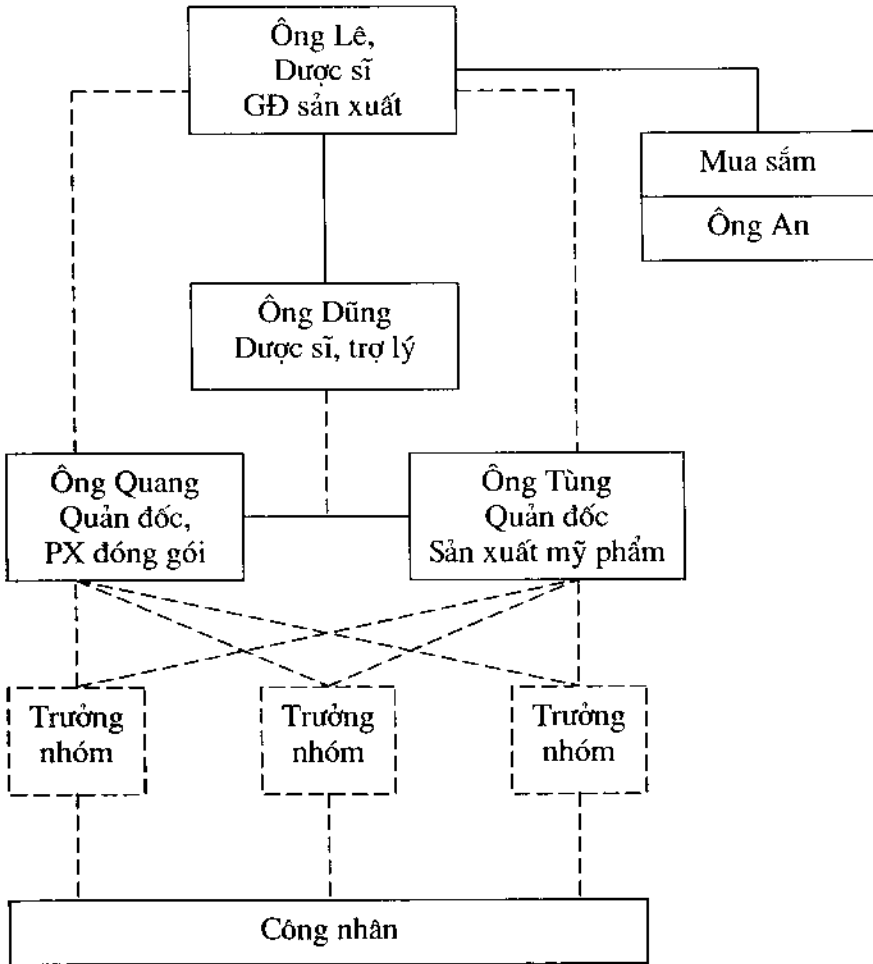 Ông Lê,
Dược sĩ
GĐ sản xuất
Mua sắm
Ông An
Ông Dũng
Dược sĩ, trợ lý
Ông Quang
Quản đốc,
PX đóng gói
Ông Tùng
Quản đốc
Sản xuất mỹ phẩm
Trưởng
nhóm
Trưởng
nhóm
Trưởng
nhóm
Công nhân